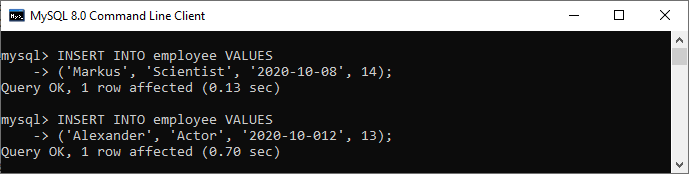 MySQL 8.0 Command Line Client
mysql> INSERT INTO employee VALUES
    -> ('Markus', 'Scientist', '2020-10-08', 14);
Query OK, 1 row affected (0.13 sec)
mysql> INSERT INTO employee VALUES
    -> ('Alexander', 'Actor', '2020-10-012', 13);
Query OK, 1 row affected (0.70 sec)